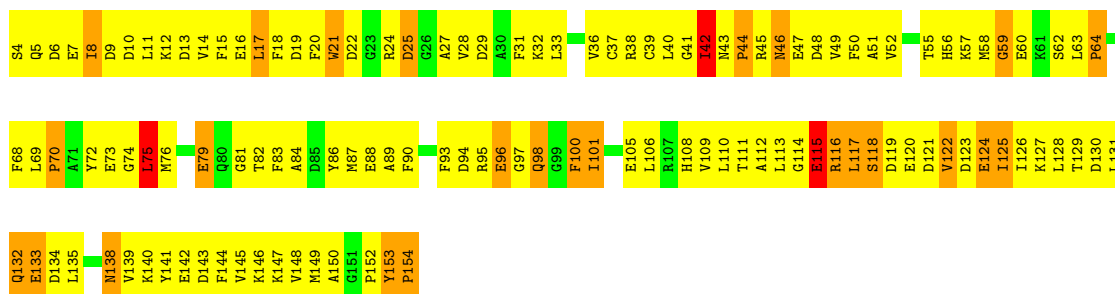 S4 Q5 D6 E7 I8 D9 D10 L11 K12 D13 V14 F15 E16 L17 F18 D19 F20 W21 D22 G23 R24 D25 G26 A27 V28 D29 A30 F31 K32 L33 V36 C37 R38 C39 L40 G41 I42 N43 P44 R45 N46 E47 D48 V49 F50 A51 V52 T55 H56 K57 M58 G59 E60 K61 S62 L63 P64
F68 L69 P70 A71 Y72 E73 G74 L75 M76 E79 Q80 G81 T82 F83 A84 D85 Y86 M87 E88 A89 F90 F93 D94 R95 E96 G97 Q98 G99 F100 I101 E105 L106 R107 H108 V109 L110 T111 A112 L113 G114 E115 R116 L117 S118 D119 E120 D121 V122 D123 E124 I125 I126 K127 L128 T129 D130 L131
Q132 E133 D134 L135 N138 V139 K140 Y141 E142 D143 F144 V145 K146 K147 V148 M149 A150 G151 P152 Y153 P154